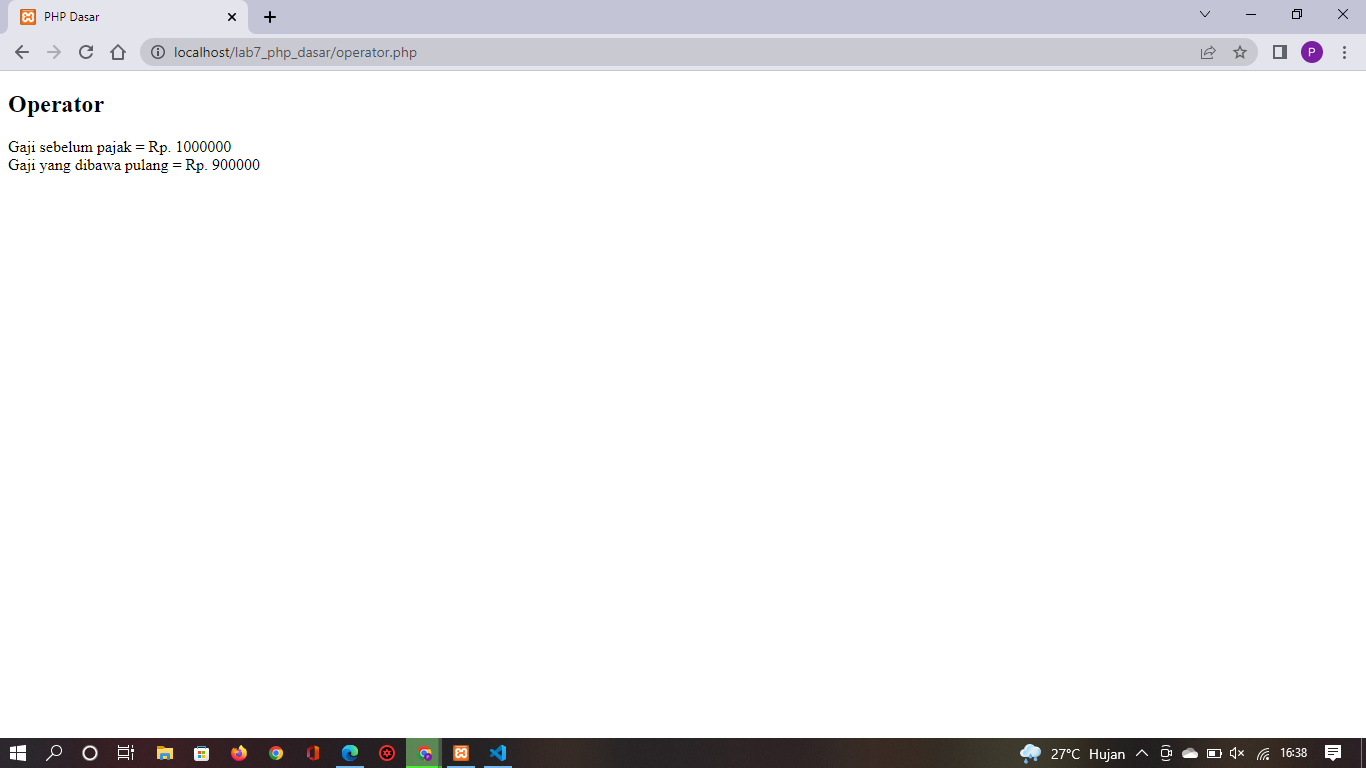 PHP Dasar
localhost/lab7_php_dasar/operator.php
P
Operator
Gaji sebelum pajak = Rp. 1000000
Gaji yang dibawa pulang = Rp. 900000
27°C Hujan
16:38